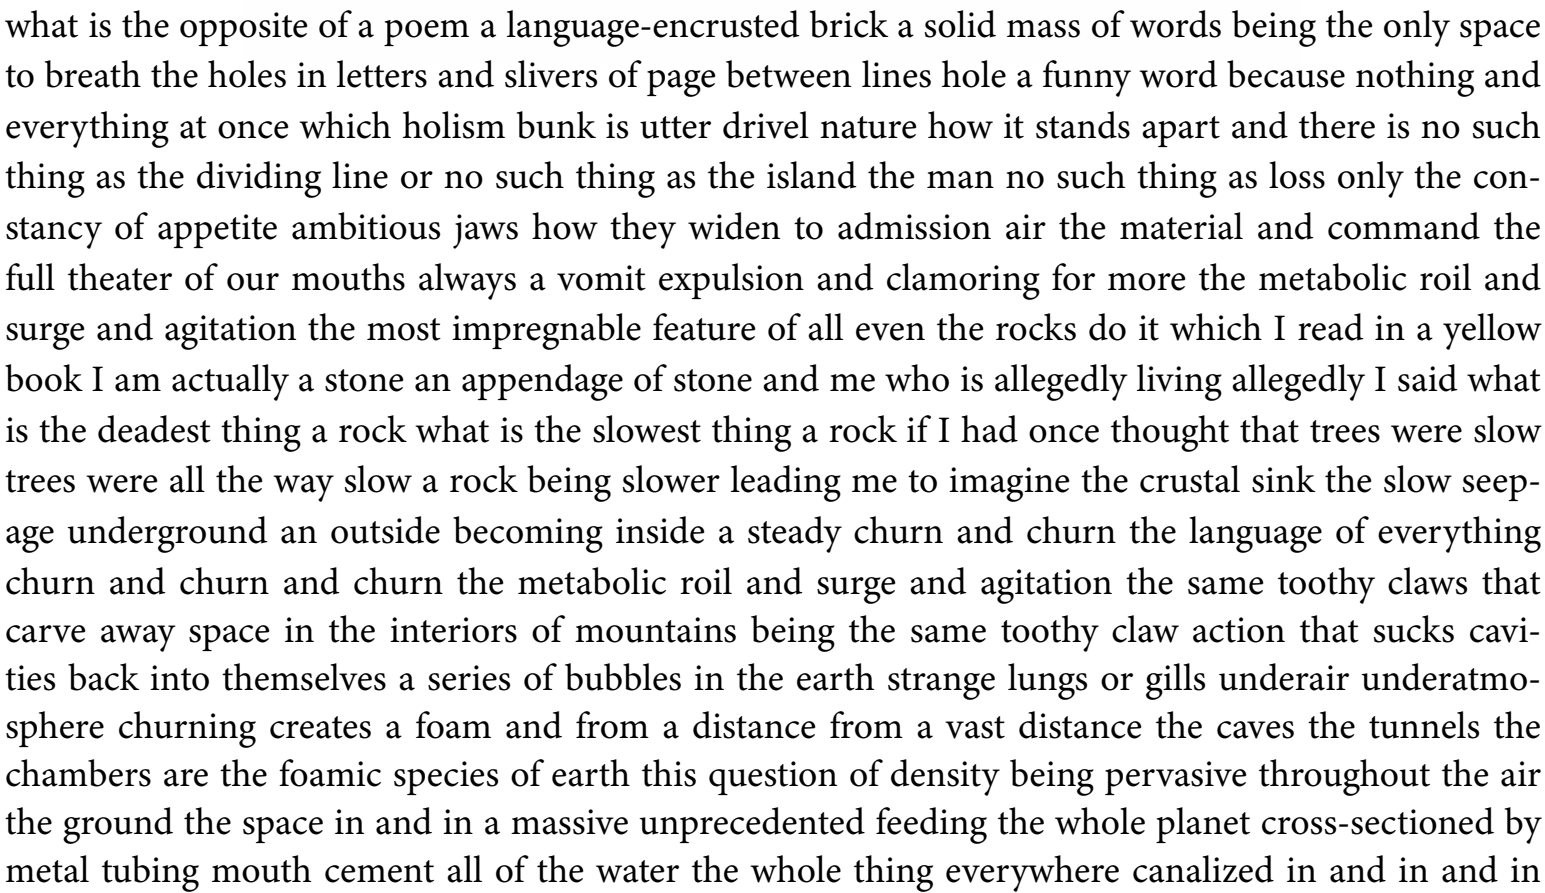 what is the opposite of a poem a language-encrusted brick a solid mass of words being the only space
to breath the holes in letters and slivers of page between lines hole a funny word because nothing and
everything at once which holism bunk is utter drivel nature how it stands apart and there is no such
thing as the dividing line or no such thing as the island the man no such thing as loss only the con-
stancy of appetite ambitious jaws how they widen to admission air the material and command the
full theater of our mouths always a vomit expulsion and clamoring for more the metabolic roil and
surge and agitation the most impregnable feature of all even the rocks do it which I read in a yellow
book I am actually a stone an appendage of stone and me who is allegedly living allegedly I said what
is the deadest thing a rock what is the slowest thing a rock if I had once thought that trees were slow
trees were all the way slow a rock being slower leading me to imagine the crustal sink the slow seep-
age underground an outside becoming inside a steady churn and churn the language of everything
churn and churn and churn the metabolic roil and surge and agitation the same toothy claws that
carve away space in the interiors of mountains being the same toothy claw action that sucks cavi-
ties back into themselves a series of bubbles in the earth strange lungs or gills underair underatmo-
sphere churning creates a foam and from a distance from a vast distance the caves the tunnels the
chambers are the foamic species of earth this question of density being pervasive throughout the air
the ground the space in and in a massive unprecedented feeding the whole planet cross-sectioned by
metal tubing mouth cement all of the water the whole thing everywhere canalized in and in and in